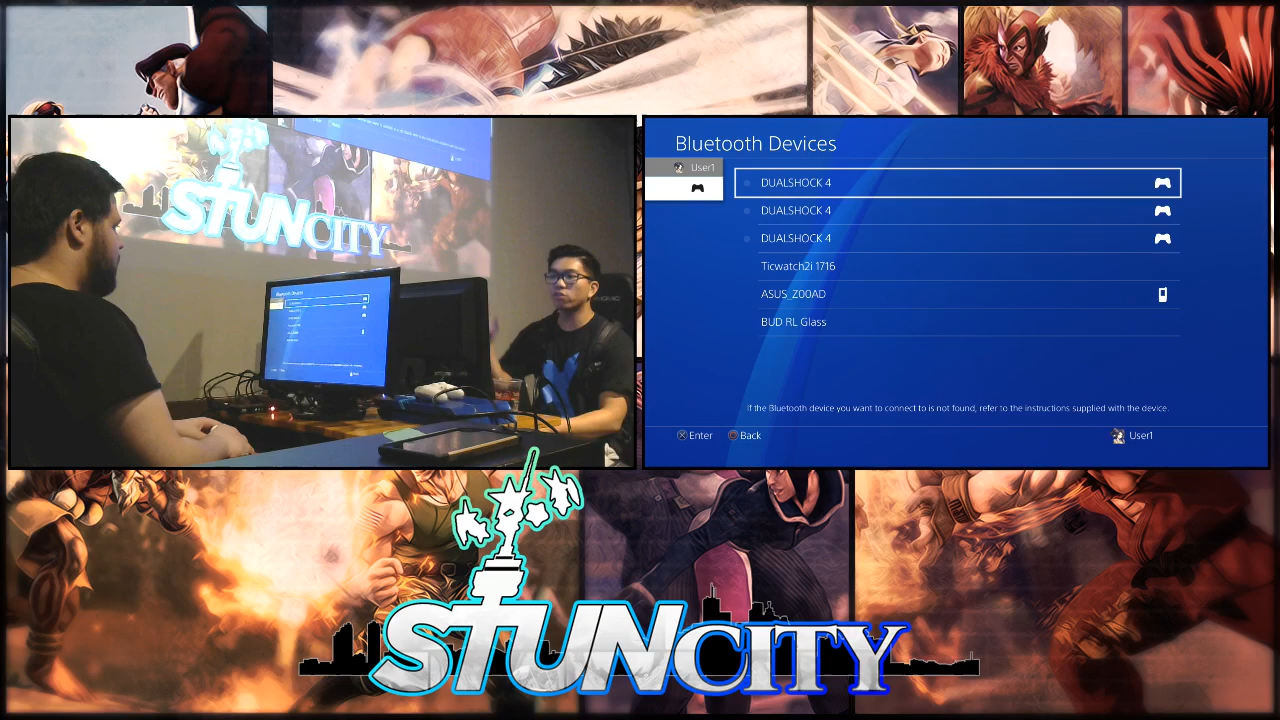 STUNCITY
Bluetooth Devices
User1
DUALSHOCK 4
DUALSHOCK 4
DUALSHOCK 4
Ticwatch2i 1716
ASUS_Z00AD
BUD RL Glass
If the Bluetooth device you want to connect to is not found, refer to the instructions supplied with the device.
Enter
Back
User1
Bluetooth Devices
STUNCITY